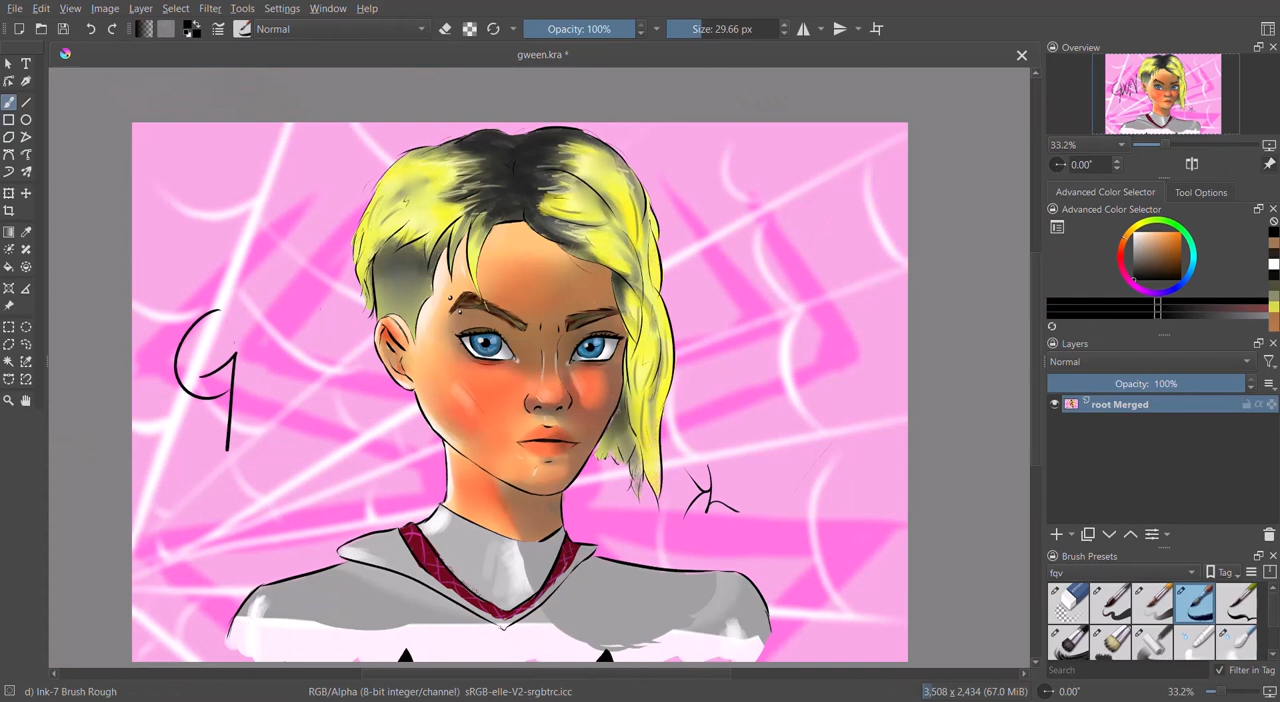 File Edit View Image Layer Select Filter Tools Settings Window Help
Normal Opacity: 100% Size: 29.66 px
gween.kra *
Overview
33.2%
0.00°
Advanced Color Selector Tool Options
Advanced Color Selector
Layers
Normal
Opacity: 100%
root Merged
Brush Presets
fqv Tag
Search Filter in Tag
d) Ink-7 Brush Rough RGB/Alpha (8-bit integer/channel) sRGB-elle-V2-srgbtrc.icc 3,508 x 2,434 (67.0 MiB) 0.00° 33.2%